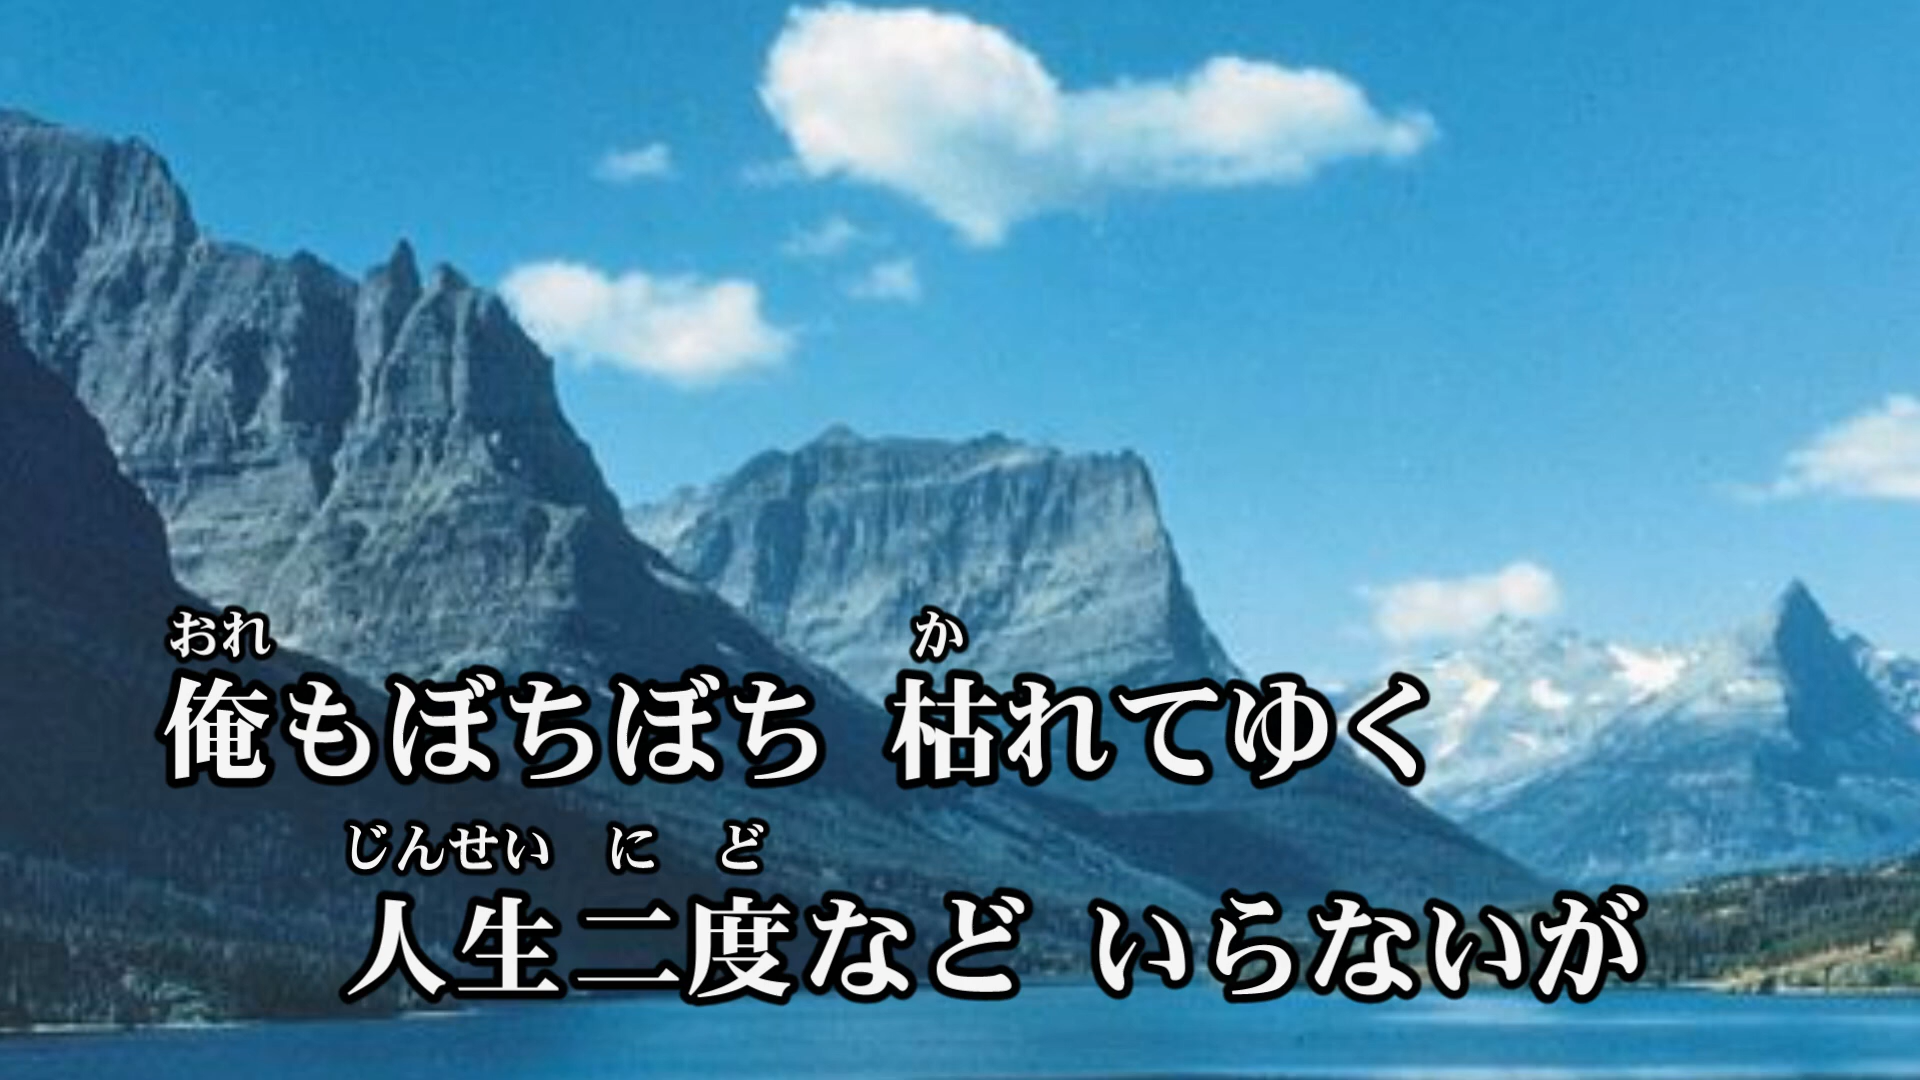 おれ か
俺もぼちぼち 枯れてゆく
じんせい に ど
人生二度など いらないが